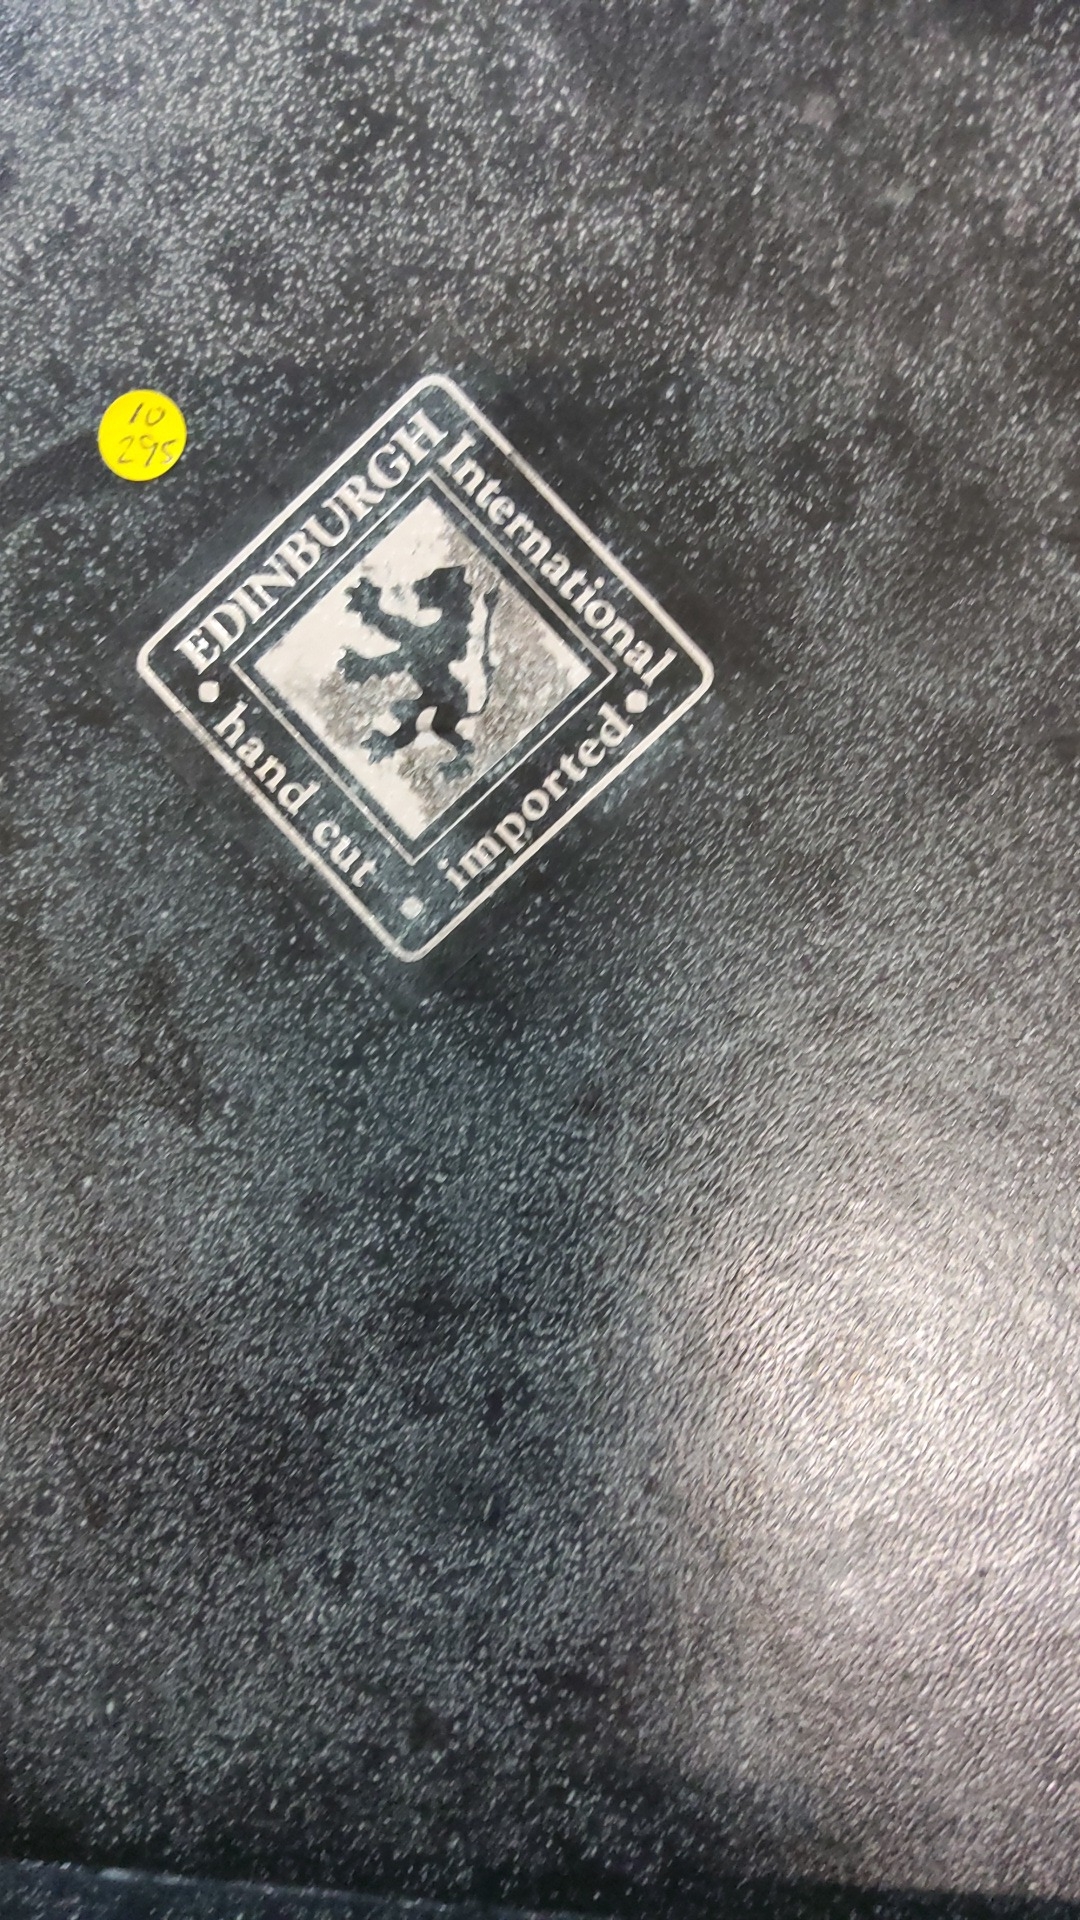 10
295
EDINBURGH
International
hand cut
imported